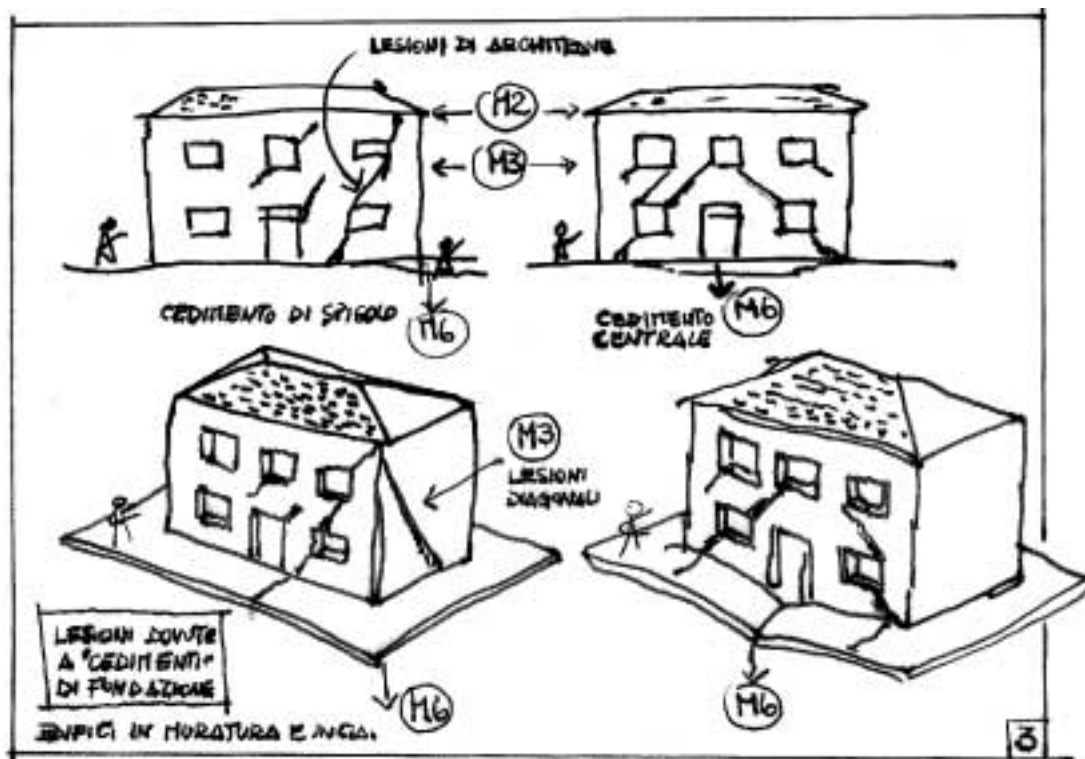 LESIONI DI ARCHITRAVE
M2
M3
CEDIMENTO DI SPIGOLO
M6
CEDIMENTO
CENTRALE
M6
M3
LESIONI
DIAGONALI
LESIONI DOVUTE
A "CEDIMENTI"
DI FONDAZIONE
M6
M6
EDIFICI IN MURATURA E
3